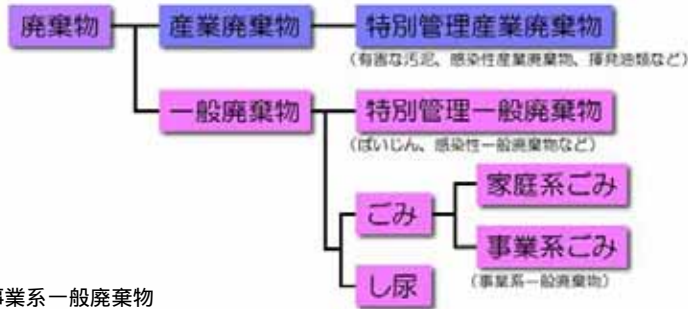 廃棄物
産業廃棄物
特別管理産業廃棄物
(有害な汚泥、感染性産業廃棄物、揮発油類など)
一般廃棄物
特別管理一般廃棄物
(ばいじん、感染性一般廃棄物など)
家庭系ごみ
ごみ
事業系ごみ
(事業系一般廃棄物)
し尿
事業系一般廃棄物